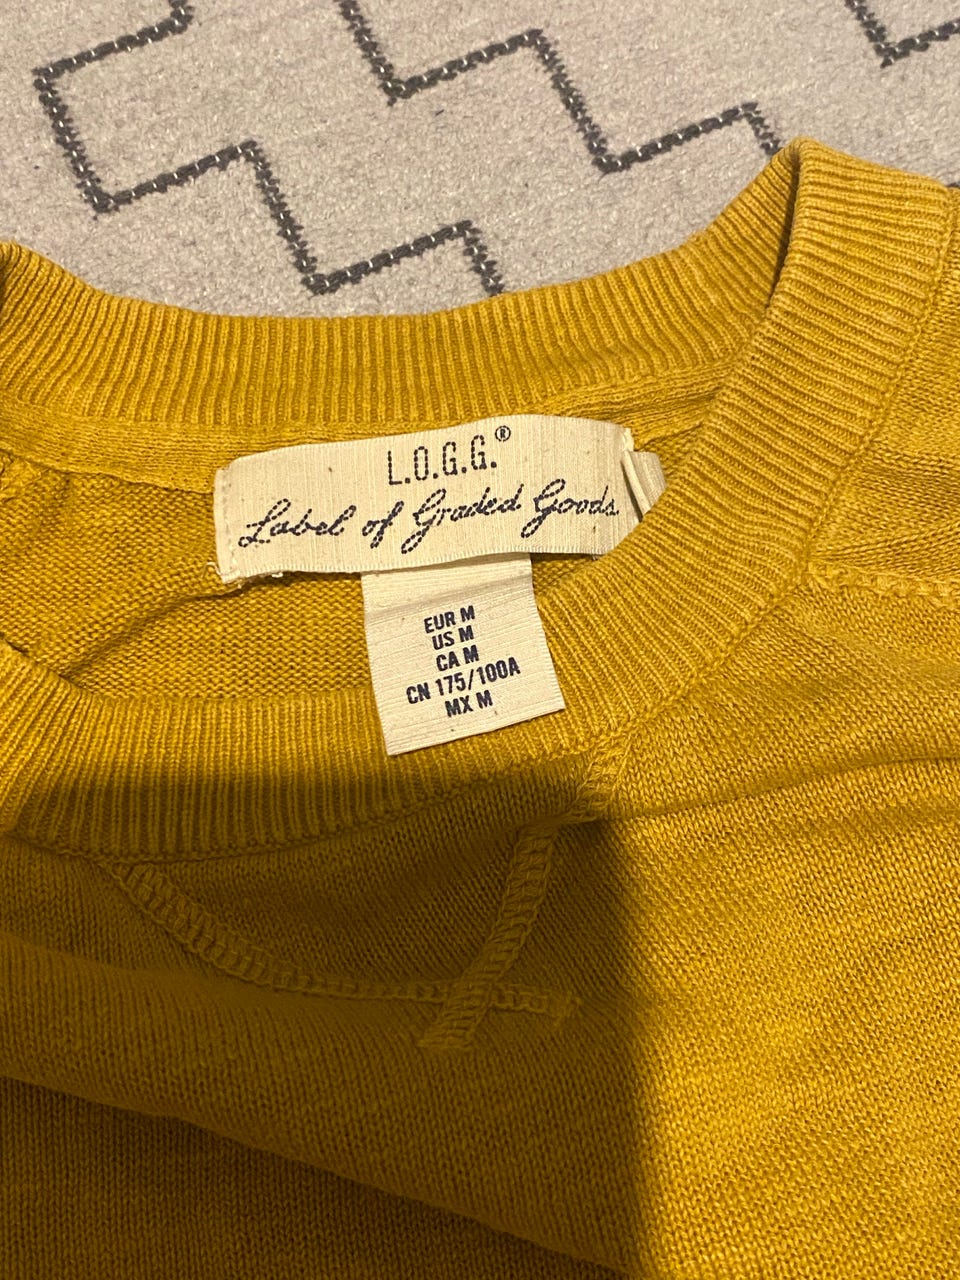 L.O.G.G.®
Label of Graded Goods
EUR M
US M
CA M
CN 175/100A
MX M